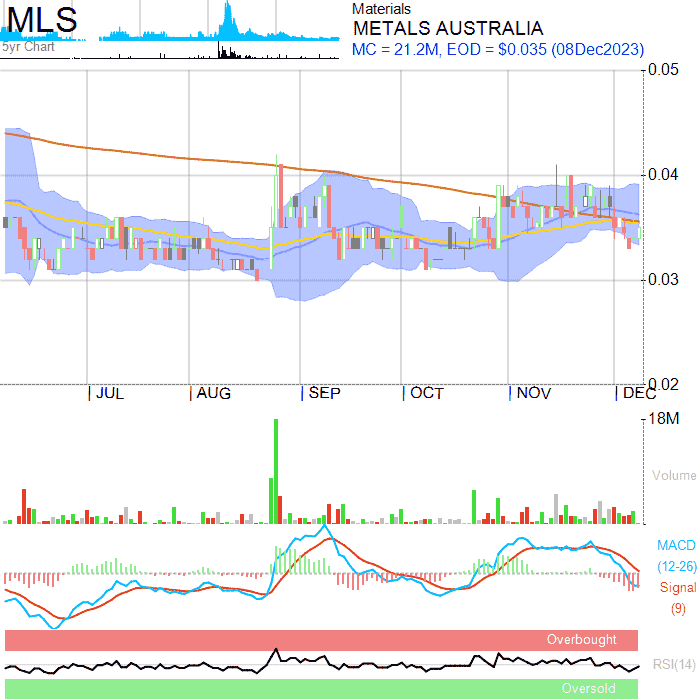 MLS
5yr Chart
Materials
METALS AUSTRALIA
MC = 21.2M, EOD = $0.035 (08Dec2023)
0.05
0.04
0.03
0.02
JUL AUG SEP OCT NOV DEC
18M
Volume
MACD
(12-26)
Signal
(9)
Overbought
RSI(14)
Oversold